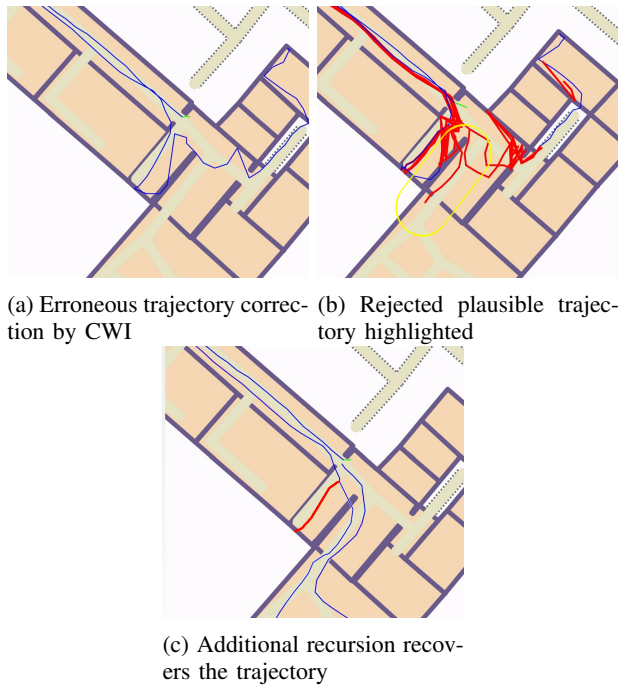 (a) Erroneous trajectory correc-
tion by CWI
(b) Rejected plausible trajec-
tory highlighted
(c) Additional recursion recov-
ers the trajectory